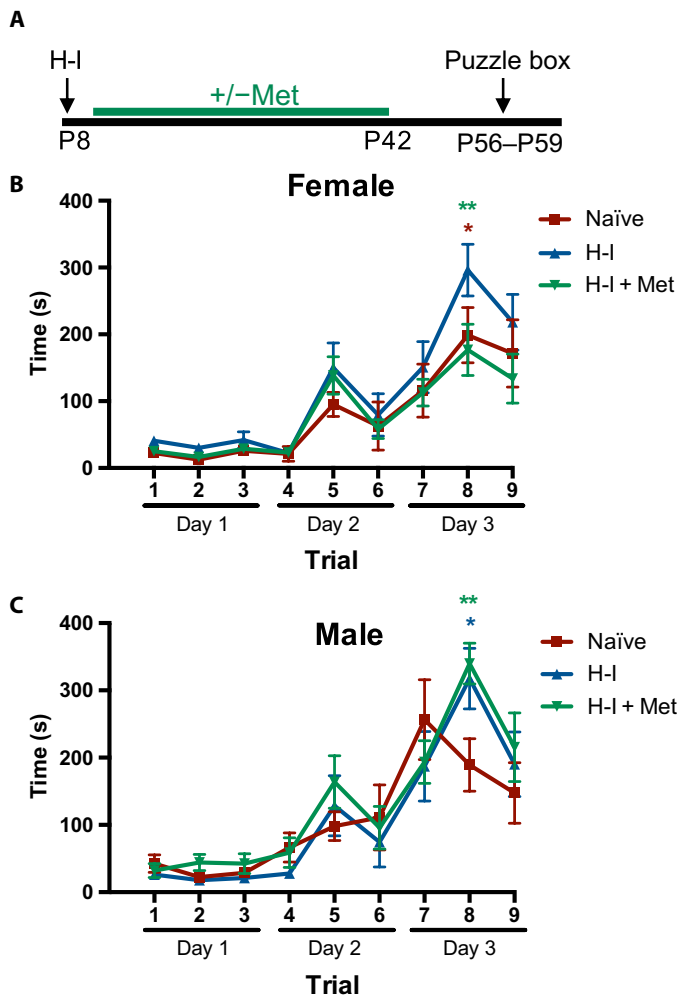 A
H-I
Puzzle box
+/−Met
P8
P42
P56–P59
B
Female
**
*
400
300
200
100
0
Time (s)
Naïve
H-I
H-I + Met
1 2 3 4 5 6 7 8 9
Day 1 Day 2 Day 3
Trial
C
Male
**
*
400
300
200
100
0
Time (s)
Naïve
H-I
H-I + Met
1 2 3 4 5 6 7 8 9
Day 1 Day 2 Day 3
Trial